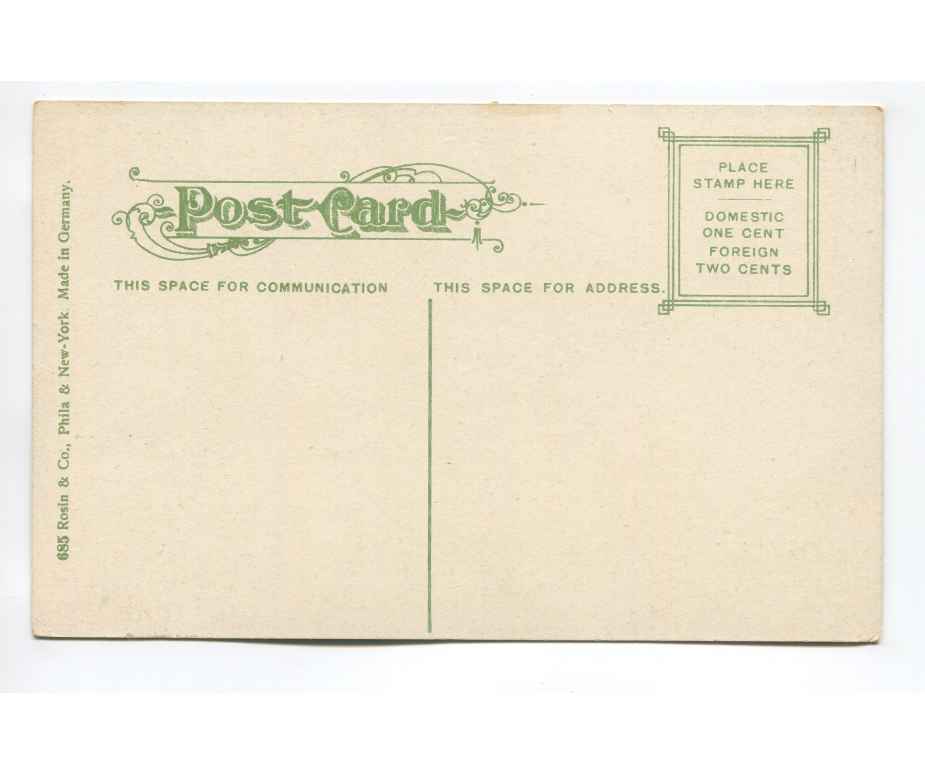 Post Card
PLACE
STAMP HERE
DOMESTIC
ONE CENT
FOREIGN
TWO CENTS
THIS SPACE FOR COMMUNICATION
THIS SPACE FOR ADDRESS.
685 Rosin & Co., Phila & New-York. Made in Germany.